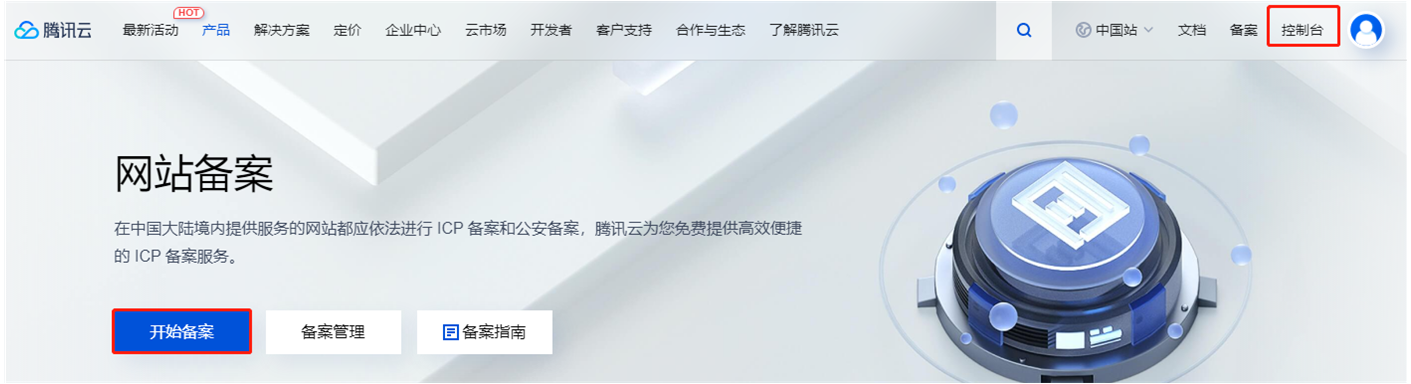 HOT
腾讯云 最新活动 产品 解决方案 定价 企业中心 云市场 开发者 客户支持 合作与生态 了解腾讯云 中国站 文档 备案 控制台
网站备案
在中国大陆境内提供服务的网站都应依法进行 ICP 备案和公安备案，腾讯云为您免费提供高效便捷
的 ICP 备案服务。
开始备案 备案管理 备案指南